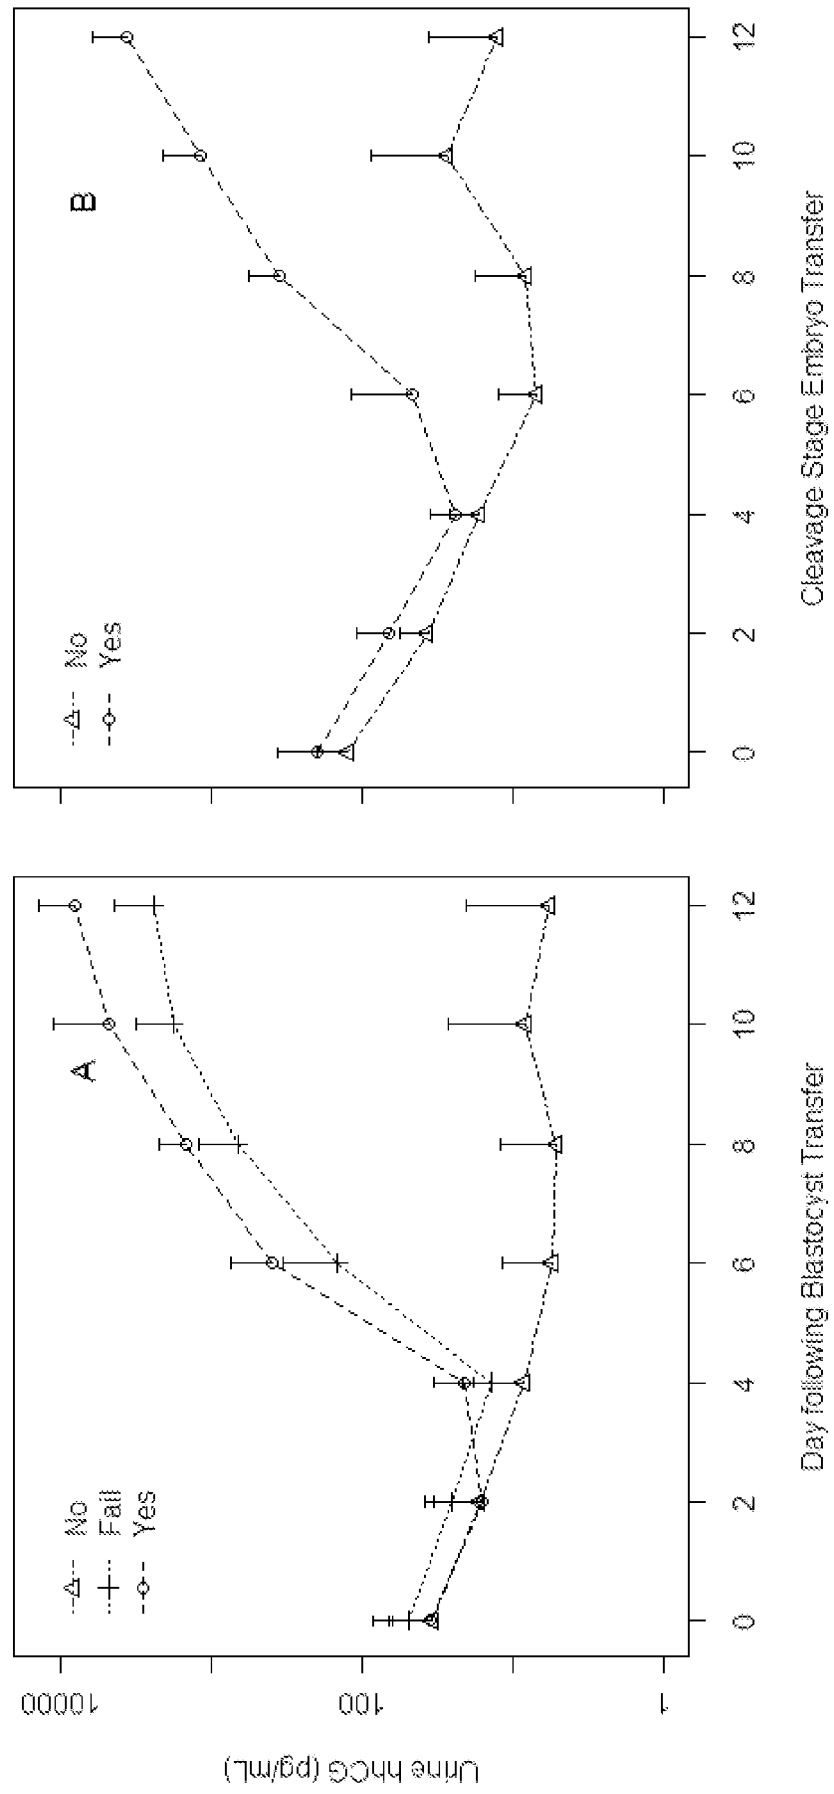 Urine hhCG (pg/mL)
10000
100
1
A
No
Fail
Yes
0 2 4 6 8 10 12
Day following Blastocyst Transfer
B
No
Yes
0 2 4 6 8 10 12
Cleavage Stage Embryo Transfer